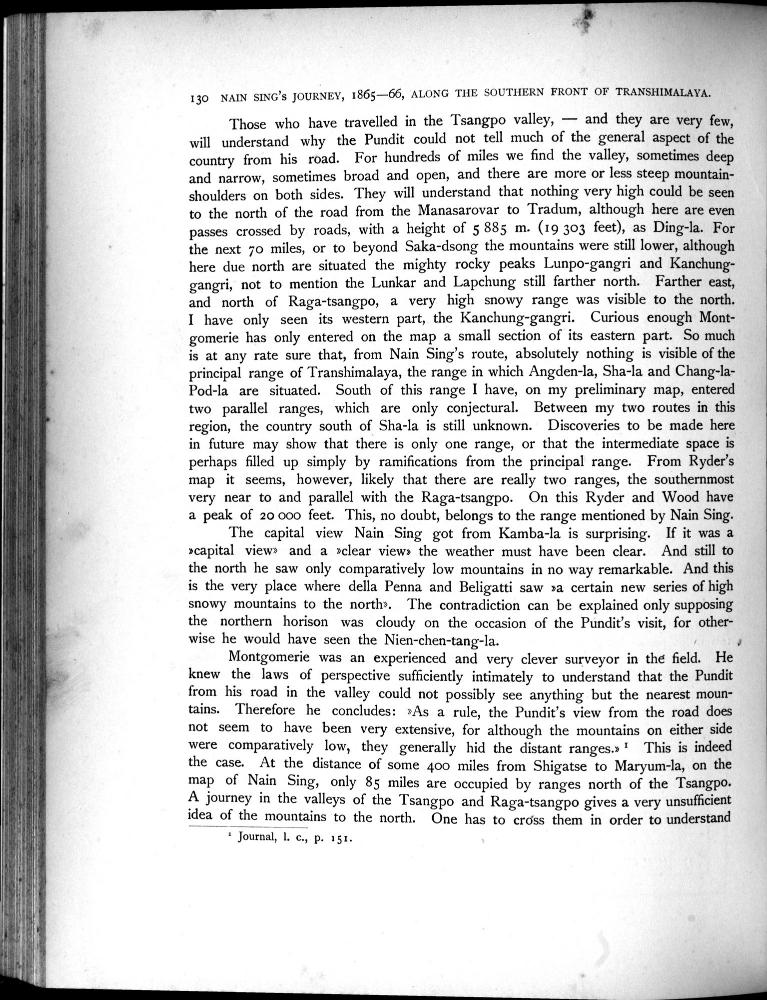 130 NAIN SING'S JOURNEY, 1865—66, ALONG THE SOUTHERN FRONT OF TRANSHIMALAYA.
Those who have travelled in the Tsangpo valley, — and they are very few,
will understand why the Pundit could not tell much of the general aspect of the
country from his road. For hundreds of miles we find the valley, sometimes deep
and narrow, sometimes broad and open, and there are more or less steep mountain-
shoulders on both sides. They will understand that nothing very high could be seen
to the north of the road from the Manasarovar to Tradum, although here are even
passes crossed by roads, with a height of 5 885 m. (19 303 feet), as Ding-la. For
the next 70 miles, or to beyond Saka-dsong the mountains were still lower, although
here due north are situated the mighty rocky peaks Lunpo-gangri and Kanchung-
gangri, not to mention the Lunkar and Lapchung still farther north. Farther east,
and north of Raga-tsangpo, a very high snowy range was visible to the north.
I have only seen its western part, the Kanchung-gangri. Curious enough Mont-
gomerie has only entered on the map a small section of its eastern part. So much
is at any rate sure that, from Nain Sing's route, absolutely nothing is visible of the
principal range of Transhimalaya, the range in which Angden-la, Sha-la and Chang-la-
Pod-la are situated. South of this range I have, on my preliminary map, entered
two parallel ranges, which are only conjectural. Between my two routes in this
region, the country south of Sha-la is still unknown. Discoveries to be made here
in future may show that there is only one range, or that the intermediate space is
perhaps filled up simply by ramifications from the principal range. From Ryder's
map it seems, however, likely that there are really two ranges, the southernmost
very near to and parallel with the Raga-tsangpo. On this Ryder and Wood have
a peak of 20 000 feet. This, no doubt, belongs to the range mentioned by Nain Sing.
The capital view Nain Sing got from Kamba-la is surprising. If it was a
»capital view» and a »clear view» the weather must have been clear. And still to
the north he saw only comparatively low mountains in no way remarkable. And this
is the very place where della Penna and Beligatti saw »a certain new series of high
snowy mountains to the north». The contradiction can be explained only supposing
the northern horison was cloudy on the occasion of the Pundit's visit, for other-
wise he would have seen the Nien-chen-tang-la.
Montgomerie was an experienced and very clever surveyor in the field. He
knew the laws of perspective sufficiently intimately to understand that the Pundit
from his road in the valley could not possibly see anything but the nearest moun-
tains. Therefore he concludes: »As a rule, the Pundit's view from the road does
not seem to have been very extensive, for although the mountains on either side
were comparatively low, they generally hid the distant ranges.» ¹ This is indeed
the case. At the distance of some 400 miles from Shigatse to Maryum-la, on the
map of Nain Sing, only 85 miles are occupied by ranges north of the Tsangpo.
A journey in the valleys of the Tsangpo and Raga-tsangpo gives a very unsufficient
idea of the mountains to the north. One has to cross them in order to understand
¹ Journal, l. c., p. 151.